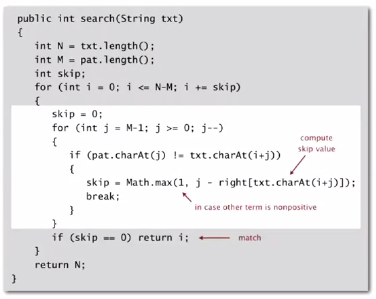 public int search(String txt)
{
int N = txt.length();
int M = pat.length();
int skip;
for (int i = 0; i <= N-M; i += skip)
{
skip = 0;
for (int j = M-1; j >= 0; j--)
{
compute
skip value
if (pat.charAt(j) != txt.charAt(i+j))
{
skip = Math.max(1, j - right[txt.charAt(i+j)]);
break;
in case other term is nonpositive
}
}
if (skip == 0) return i;
match
}
return N;
}